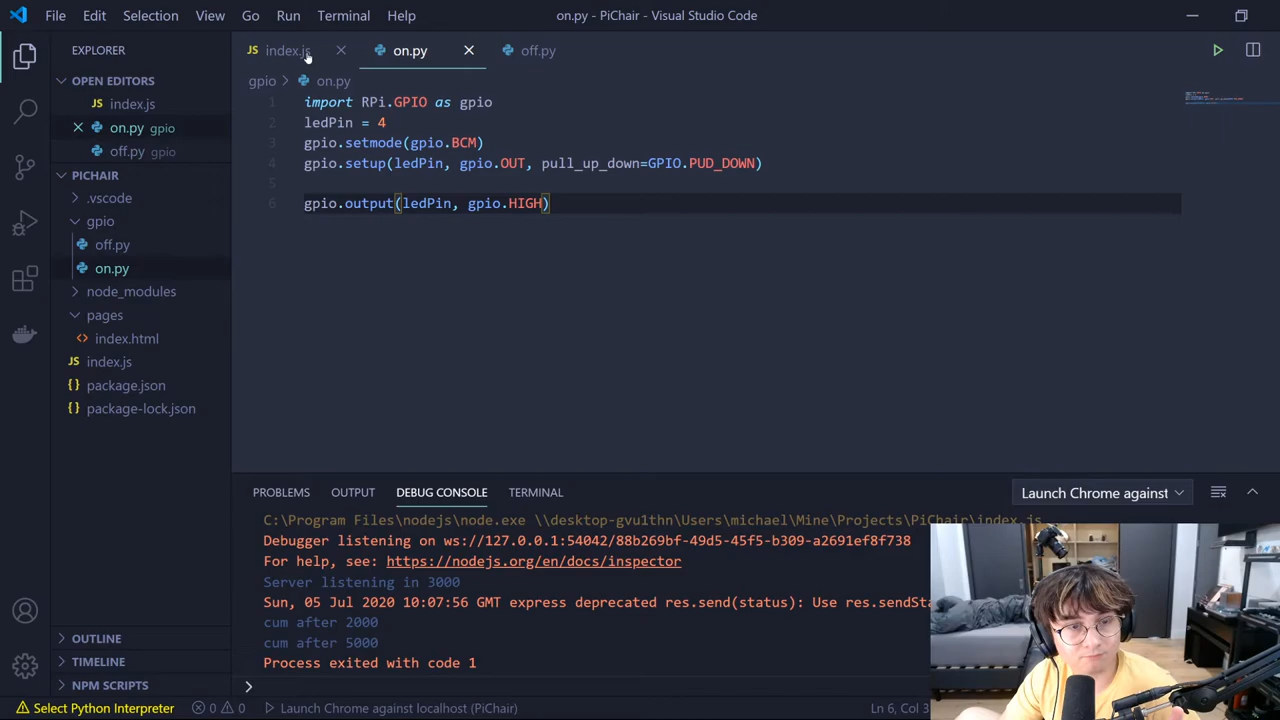 File Edit Selection View Go Run Terminal Help
on.py - PiChair - Visual Studio Code
EXPLORER
OPEN EDITORS
JS index.js
on.py gpio
off.py gpio
PICHAIR
.vscode
gpio
off.py
on.py
node_modules
pages
<> index.html
JS index.js
{} package.json
{} package-lock.json
OUTLINE
TIMELINE
NPM SCRIPTS
JS index.js
on.py
off.py
gpio > on.py
1 import RPi.GPIO as gpio
2 ledPin = 4
3 gpio.setmode(gpio.BCM)
4 gpio.setup(ledPin, gpio.OUT, pull_up_down=GPIO.PUD_DOWN)
5
6 gpio.output(ledPin, gpio.HIGH)
PROBLEMS OUTPUT DEBUG CONSOLE TERMINAL
Launch Chrome against
C:\Program Files\nodejs\node.exe \\desktop-gvu1thn\Users\michael\Mine\Projects\PiChair\index.js
Debugger listening on ws://127.0.0.1:54042/88b269bf-49d5-45f5-b309-a2691ef8f738
For help, see: https://nodejs.org/en/docs/inspector
Server listening in 3000
Sun, 05 Jul 2020 10:07:56 GMT express deprecated res.send(status): Use res.sendSta
cum after 2000
cum after 5000
Process exited with code 1
>
Select Python Interpreter
0 0
Launch Chrome against localhost (PiChair)
Ln 6, Col 3